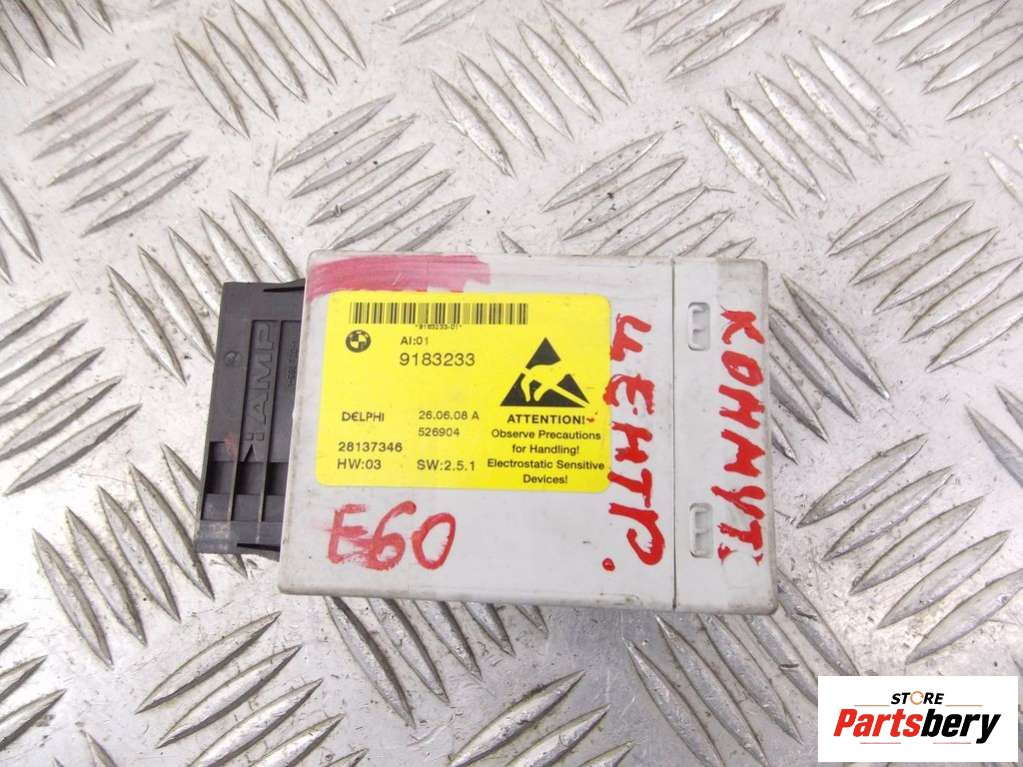 *9183233-01*
AI:01
9183233
DELPHI
26.06.08 A
526904
28137346
HW:03
SW:2.5.1
ATTENTION!
Observe Precautions
for Handling!
Electrostatic Sensitive
Devices!
E60
ЦЕНТР.
КОММУТ.
AMP
STORE
Partsbery